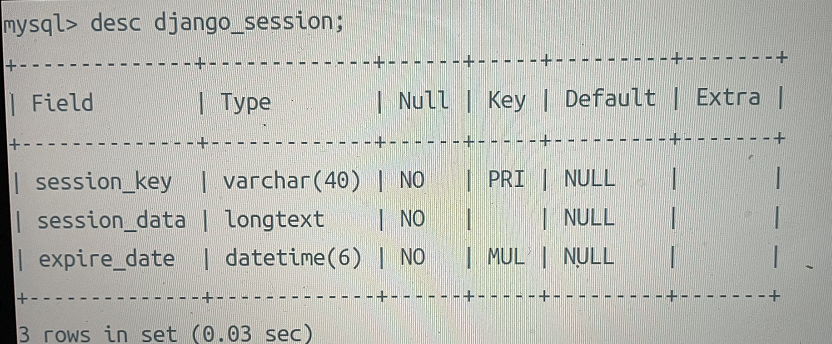 mysql> desc django_session;
+--------------+-------------+------+-----+---------+-------+
| Field        | Type        | Null | Key | Default | Extra |
+--------------+-------------+------+-----+---------+-------+
| session_key  | varchar(40) | NO   | PRI | NULL    |       |
| session_data | longtext    | NO   |     | NULL    |       |
| expire_date  | datetime(6) | NO   | MUL | NULL    |       |
+--------------+-------------+------+-----+---------+-------+
3 rows in set (0.03 sec)